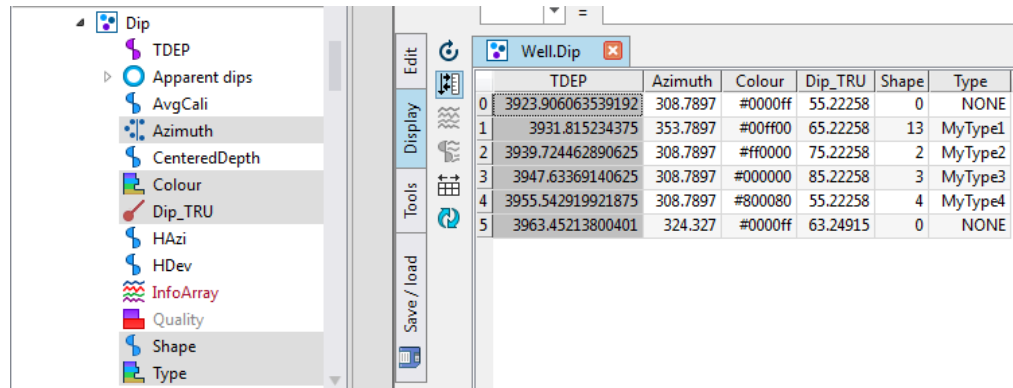 =
Dip
TDEP
Apparent dips
AvgCali
Azimuth
CenteredDepth
Colour
Dip_TRU
HAzi
HDev
InfoArray
Quality
Shape
Type
Edit
Display
Tools
Save / load
Well.Dip
TDEP Azimuth Colour Dip_TRU Shape Type
0 3923.906063539192 308.7897 #0000ff 55.22258 0 NONE
1 3931.815234375 353.7897 #00ff00 65.22258 13 MyType1
2 3939.724462890625 308.7897 #ff0000 75.22258 2 MyType2
3 3947.63369140625 308.7897 #000000 85.22258 3 MyType3
4 3955.542919921875 308.7897 #800080 55.22258 4 MyType4
5 3963.45213800401 324.327 #0000ff 63.24915 0 NONE